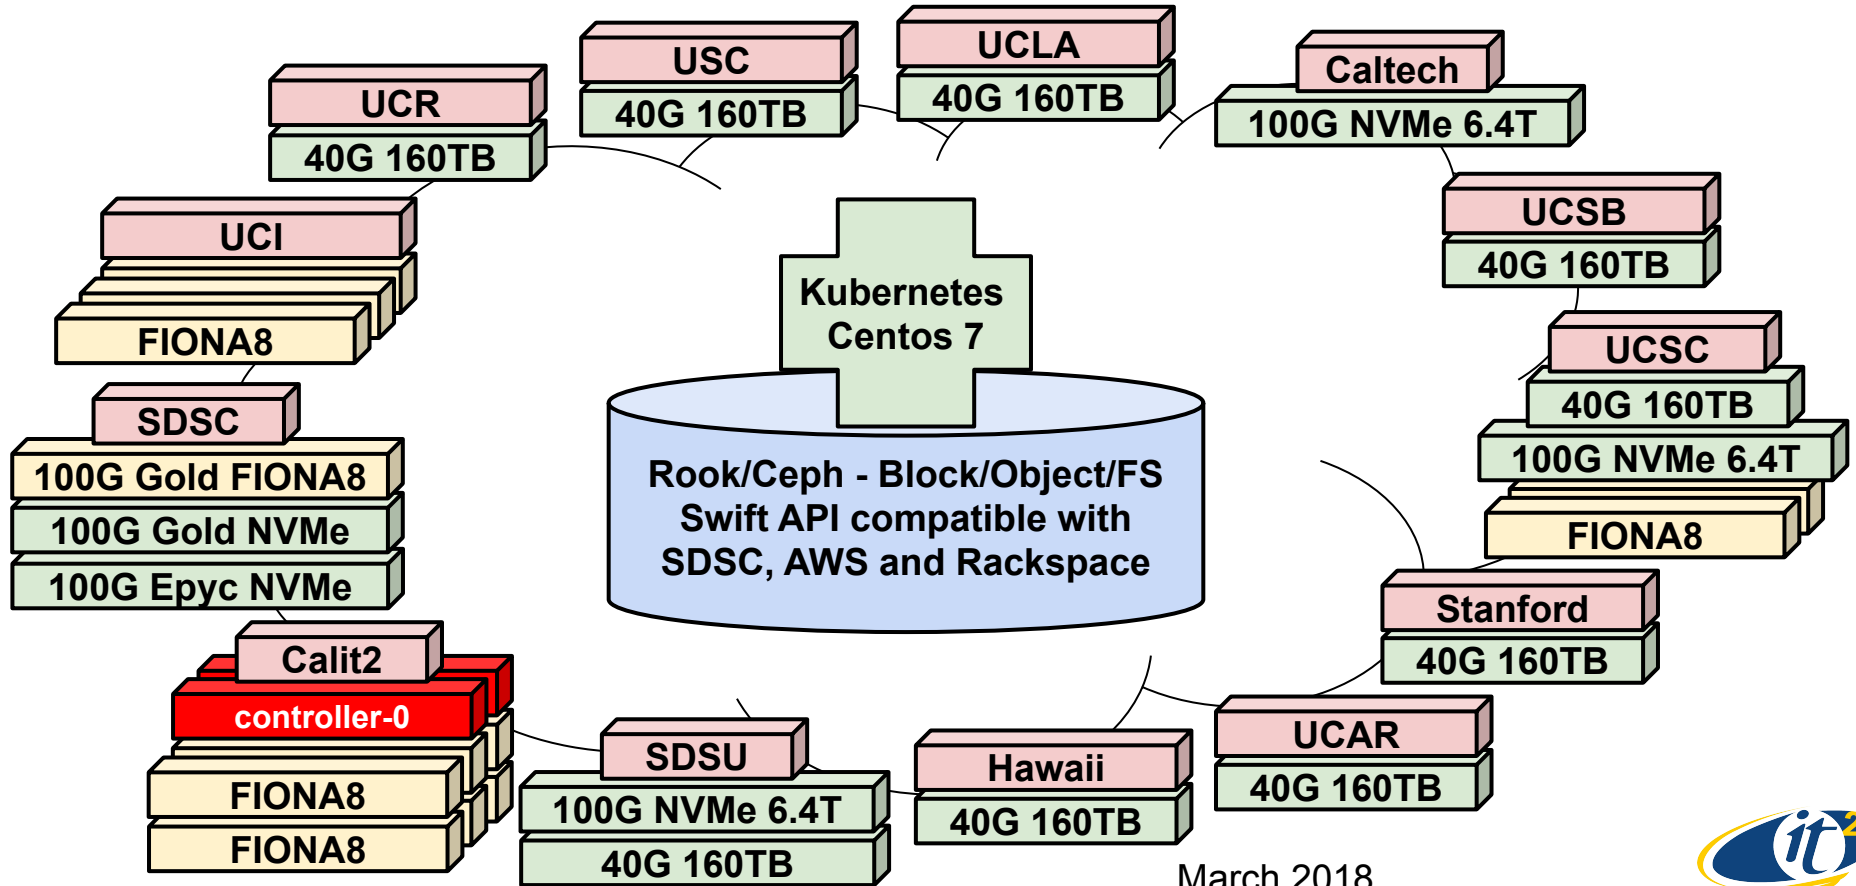 USC
40G 160TB
UCLA
40G 160TB
Caltech
100G NVMe 6.4T
UCR
40G 160TB
UCSB
40G 160TB
UCI
FIONA8
Kubernetes
Centos 7
UCSC
40G 160TB
100G NVMe 6.4T
FIONA8
SDSC
100G Gold FIONA8
100G Gold NVMe
100G Epyc NVMe
Rook/Ceph - Block/Object/FS
Swift API compatible with
SDSC, AWS and Rackspace
Stanford
40G 160TB
Calit2
controller-0
FIONA8
FIONA8
SDSU
100G NVMe 6.4T
40G 160TB
Hawaii
40G 160TB
UCAR
40G 160TB
March 2018
it2